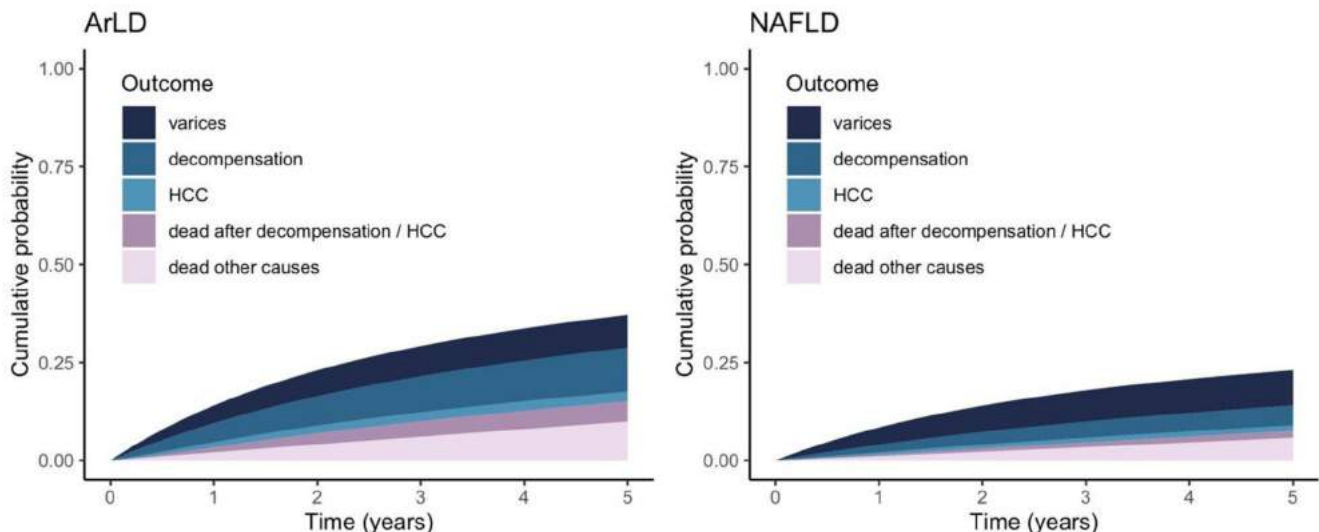 ArLD
Cumulative probability
1.00
0.75
0.50
0.25
0.00
Outcome
varices
decompensation
HCC
dead after decompensation / HCC
dead other causes
0 1 2 3 4 5
Time (years)
NAFLD
Cumulative probability
1.00
0.75
0.50
0.25
0.00
Outcome
varices
decompensation
HCC
dead after decompensation / HCC
dead other causes
0 1 2 3 4 5
Time (years)